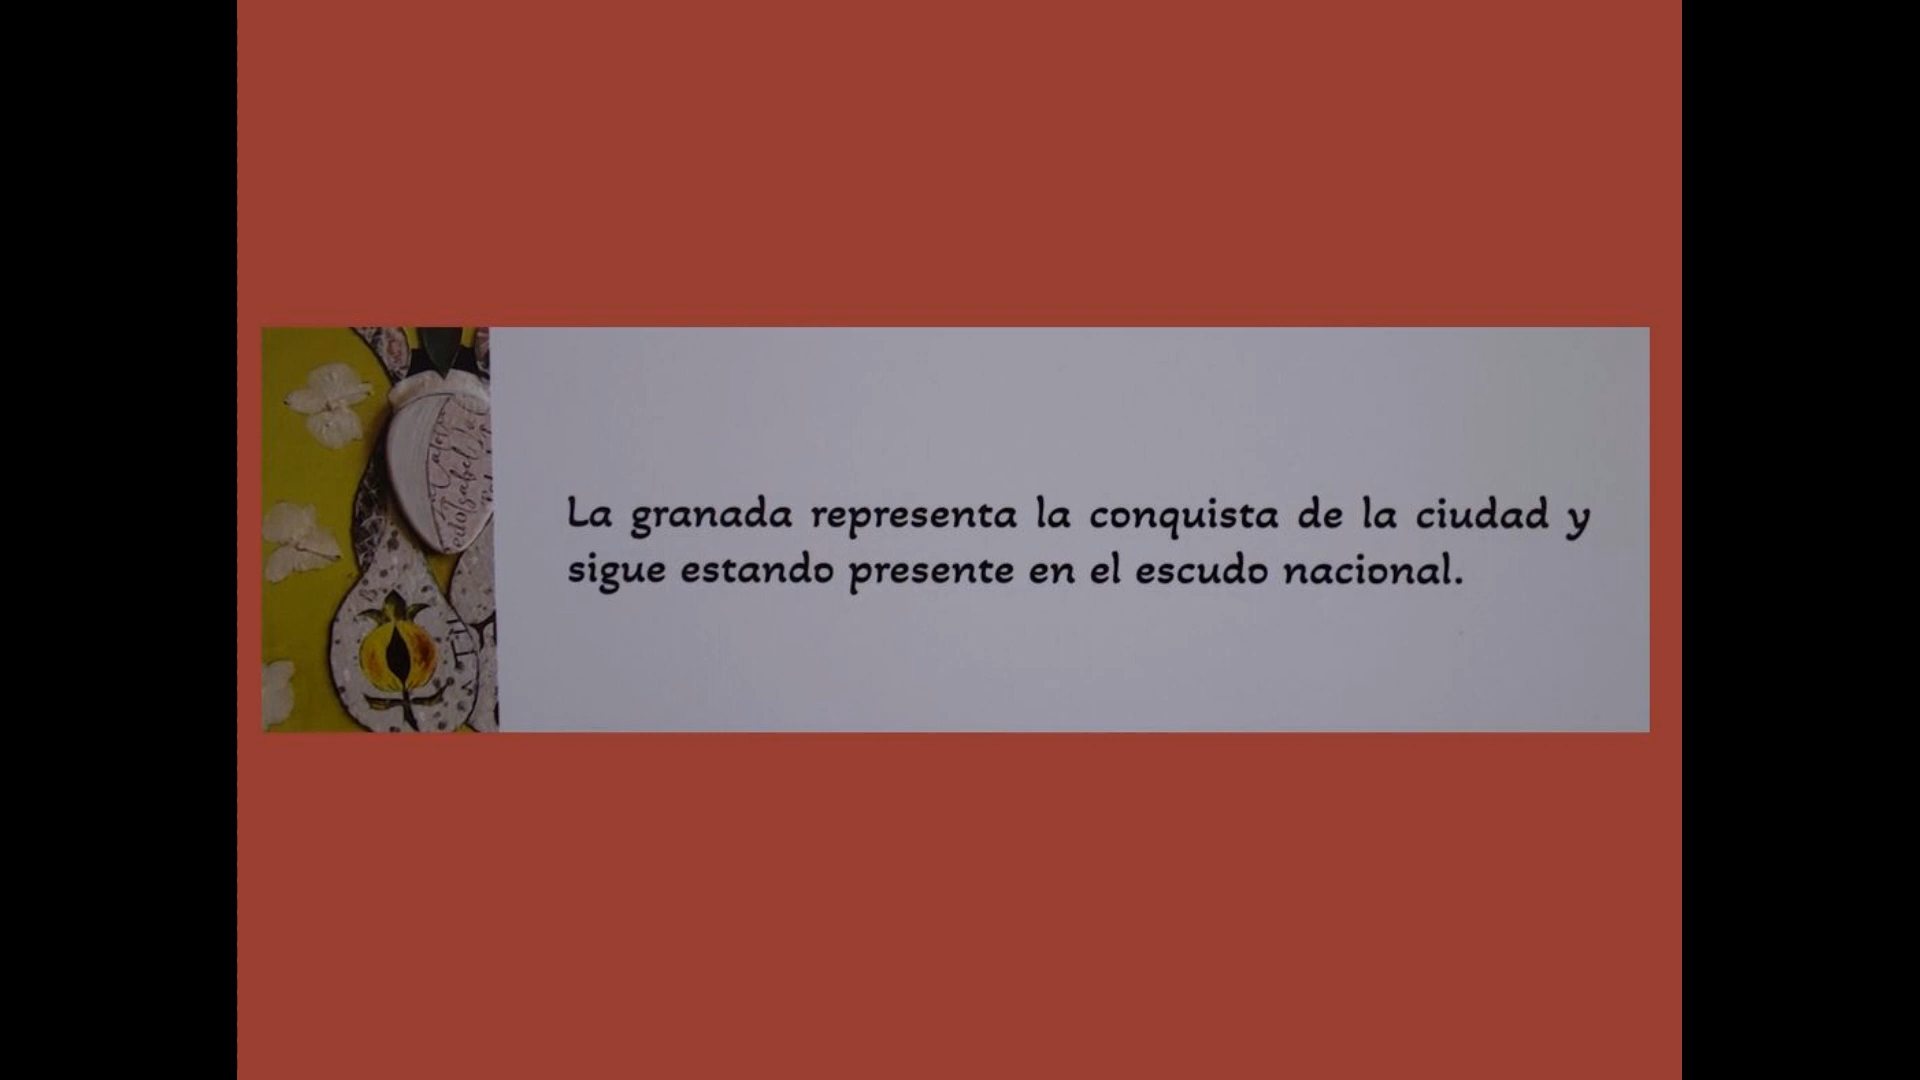 La granada representa la conquista de la ciudad y
sigue estando presente en el escudo nacional.